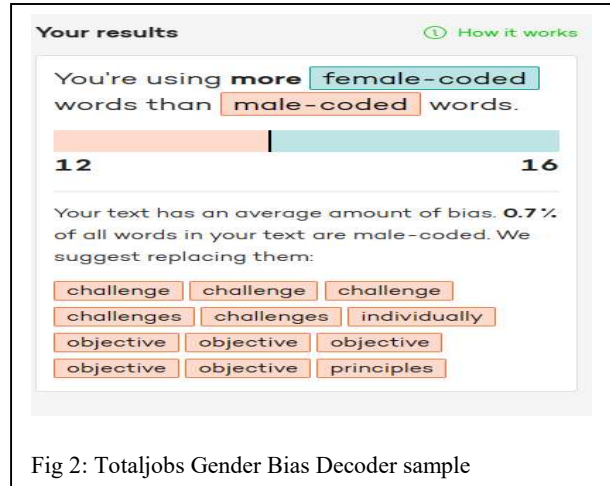 Your results How it works
You're using more female-coded
words than male-coded words.
12 16
Your text has an average amount of bias. 0.7%
of all words in your text are male-coded. We
suggest replacing them:
challenge challenge challenge
challenges challenges individually
objective objective objective
objective objective principles
Fig 2: Totaljobs Gender Bias Decoder sample